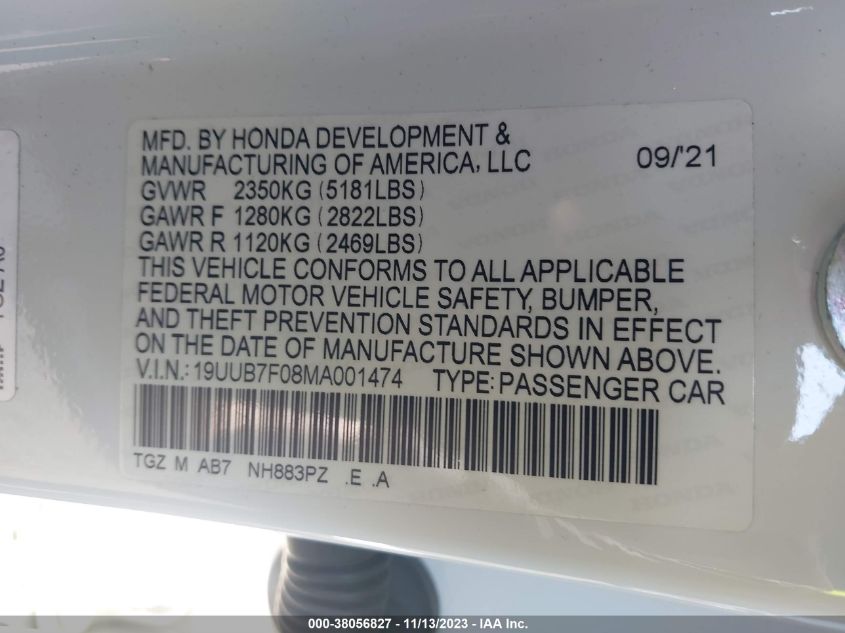 MFD. BY HONDA DEVELOPMENT &
MANUFACTURING OF AMERICA, LLC 09/'21
GVWR 2350KG (5181LBS)
GAWR F 1280KG (2822LBS)
GAWR R 1120KG (2469LBS)
THIS VEHICLE CONFORMS TO ALL APPLICABLE
FEDERAL MOTOR VEHICLE SAFETY, BUMPER,
AND THEFT PREVENTION STANDARDS IN EFFECT
ON THE DATE OF MANUFACTURE SHOWN ABOVE.
V.I.N.: 19UUB7F08MA001474 TYPE: PASSENGER CAR
TGZ M AB7 NH883PZ .E .A
000-38056827 - 11/13/2023 - IAA Inc.